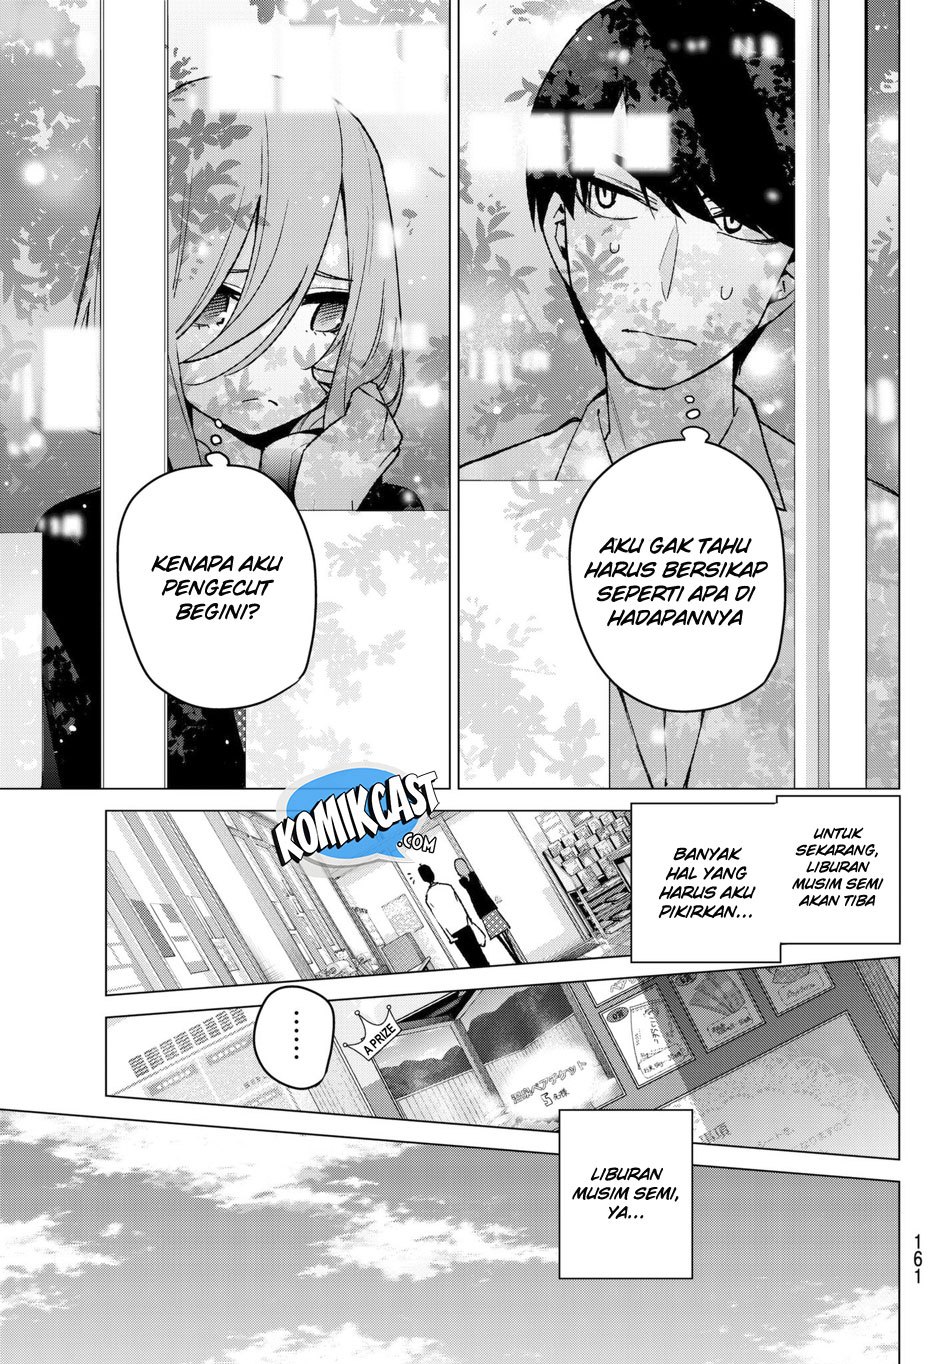 AKU GAK TAHU
HARUS BERSIKAP
SEPERTI APA DI
HADAPANNYA
KENAPA AKU
PENGECUT
BEGINI?
UNTUK
SEKARANG,
LIBURAN
MUSIM SEMI
AKAN TIBA
BANYAK
HAL YANG
HARUS AKU
PIKIRKAN...
KOMIKCAST
.COM
......
A PRIZE
LIBURAN
MUSIM SEMI,
YA...
161